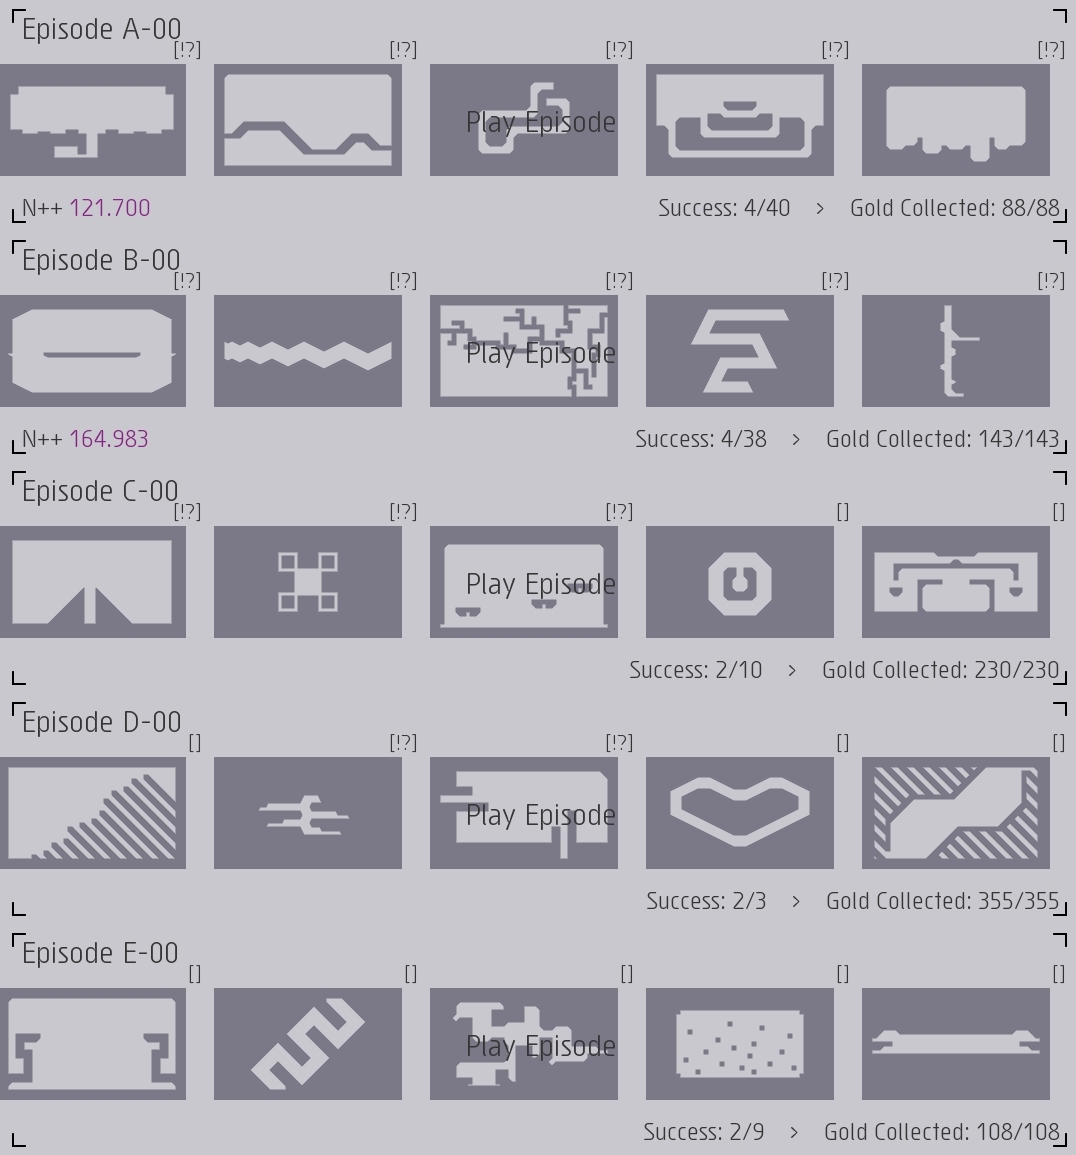 Episode A-00
[!?] [!?] [!?] [!?] [!?]
Play Episode
N++ 121.700 Success: 4/40 > Gold Collected: 88/88
Episode B-00
[!?] [!?] [!?] [!?] [!?]
Play Episode
N++ 164.983 Success: 4/38 > Gold Collected: 143/143
Episode C-00
[!?] [!?] [!?] [] []
Play Episode
Success: 2/10 > Gold Collected: 230/230
Episode D-00
[] [!?] [!?] [] []
Play Episode
Success: 2/3 > Gold Collected: 355/355
Episode E-00
[] [] [] [] []
Play Episode
Success: 2/9 > Gold Collected: 108/108